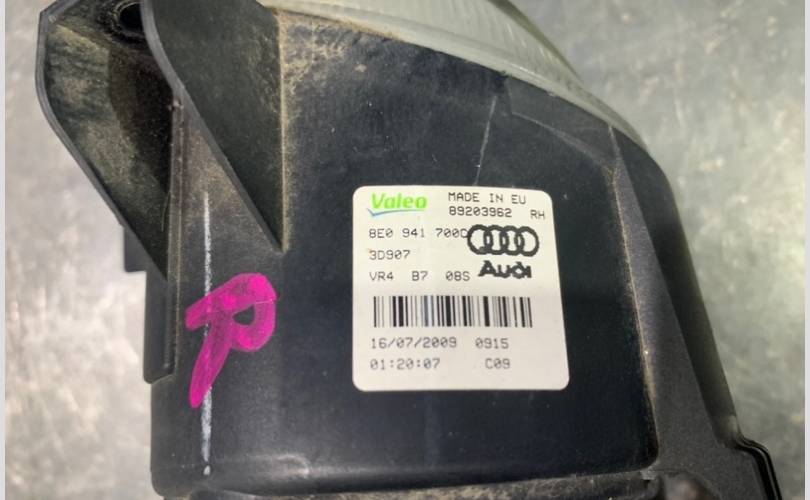 Valeo MADE IN EU
89203962 RH
8E0 941 700C
3D907
VR4 B7 08S Audi
16/07/2009 0915
01:20:07 C09